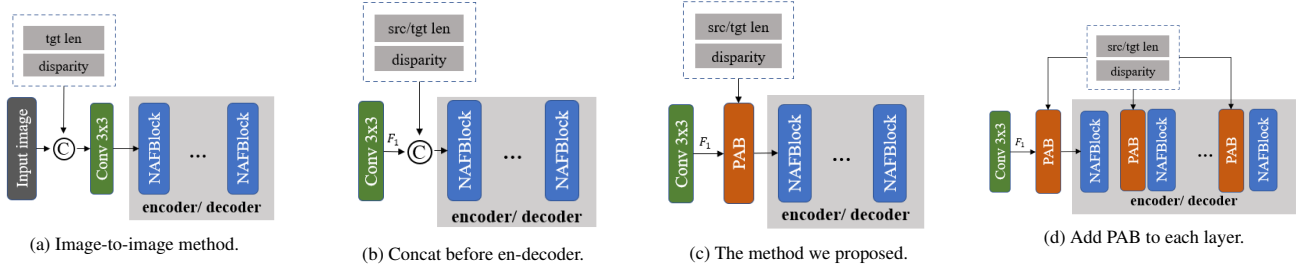 tgt len
disparity
Input image
C
Conv 3x3
NAFBlock
...
NAFBlock
encoder/ decoder
(a) Image-to-image method.
src/tgt len
disparity
Conv 3x3
F1
C
NAFBlock
...
NAFBlock
encoder/ decoder
(b) Concat before en-decoder.
src/tgt len
disparity
Conv 3x3
F1
PAB
NAFBlock
...
NAFBlock
encoder/ decoder
(c) The method we proposed.
src/tgt len
disparity
Conv 3x3
F1
PAB
NAFBlock
PAB
NAFBlock
...
PAB
NAFBlock
encoder/ decoder
(d) Add PAB to each layer.